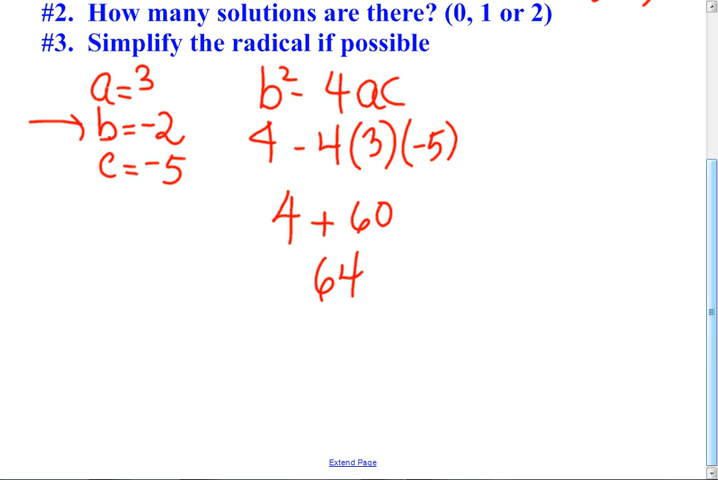 #2. How many solutions are there? (0, 1 or 2)
#3. Simplify the radical if possible
a=3 b² - 4ac
→ b=-2 4 - 4(3)(-5)
c=-5
4 + 60
64
Extend Page